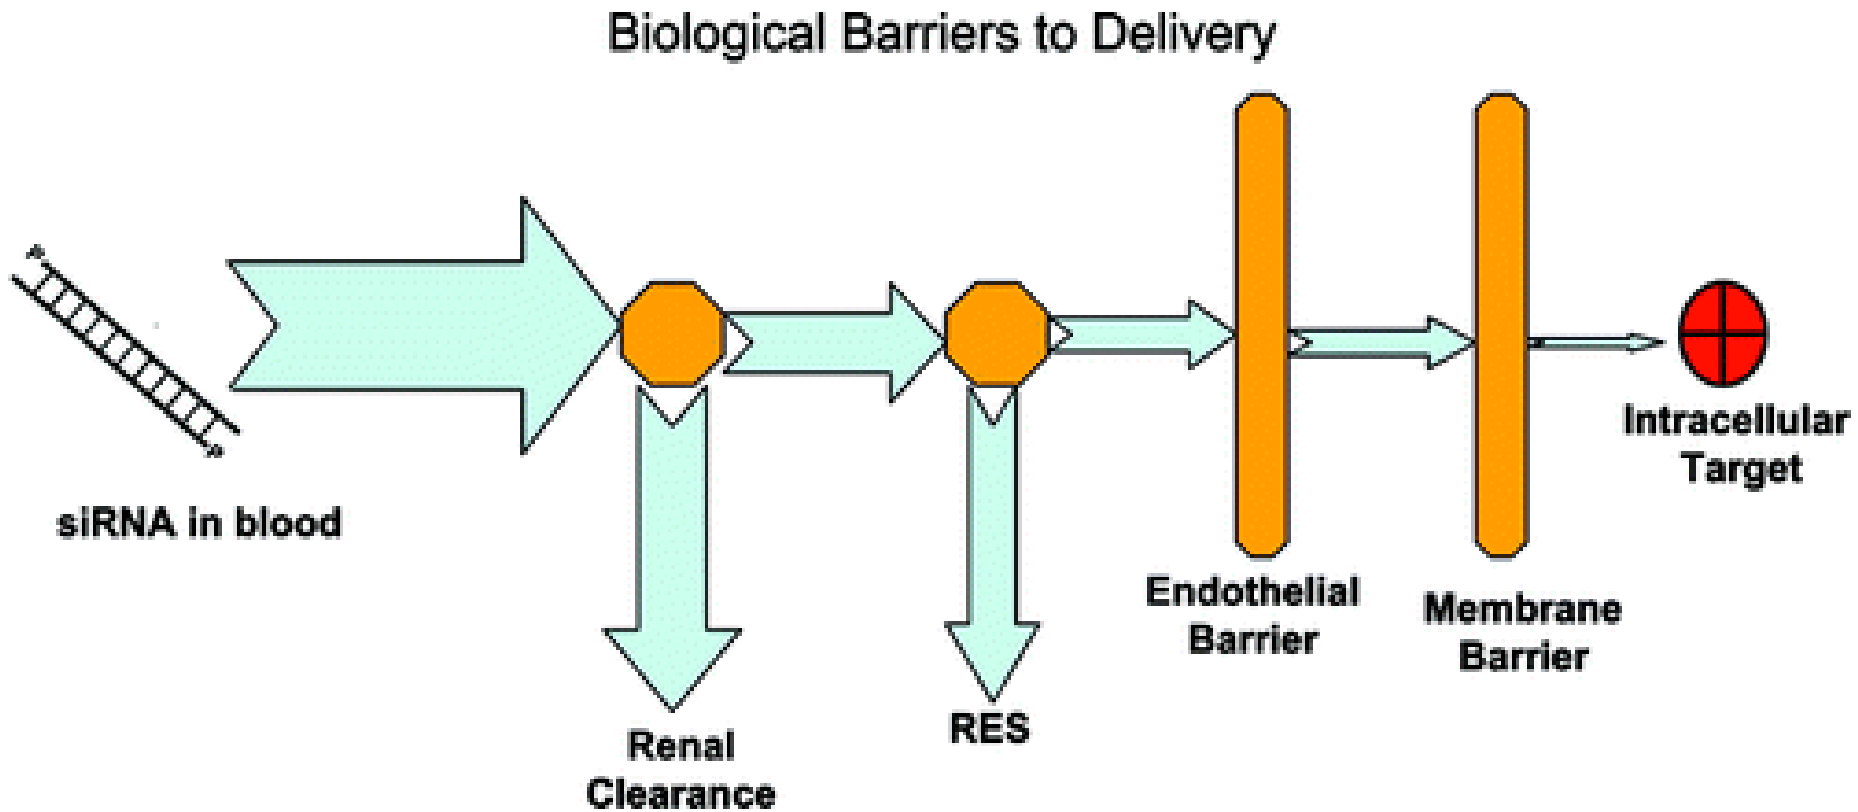 Biological Barriers to Delivery
siRNA in blood
Renal
Clearance
RES
Endothelial
Barrier
Membrane
Barrier
Intracellular
Target